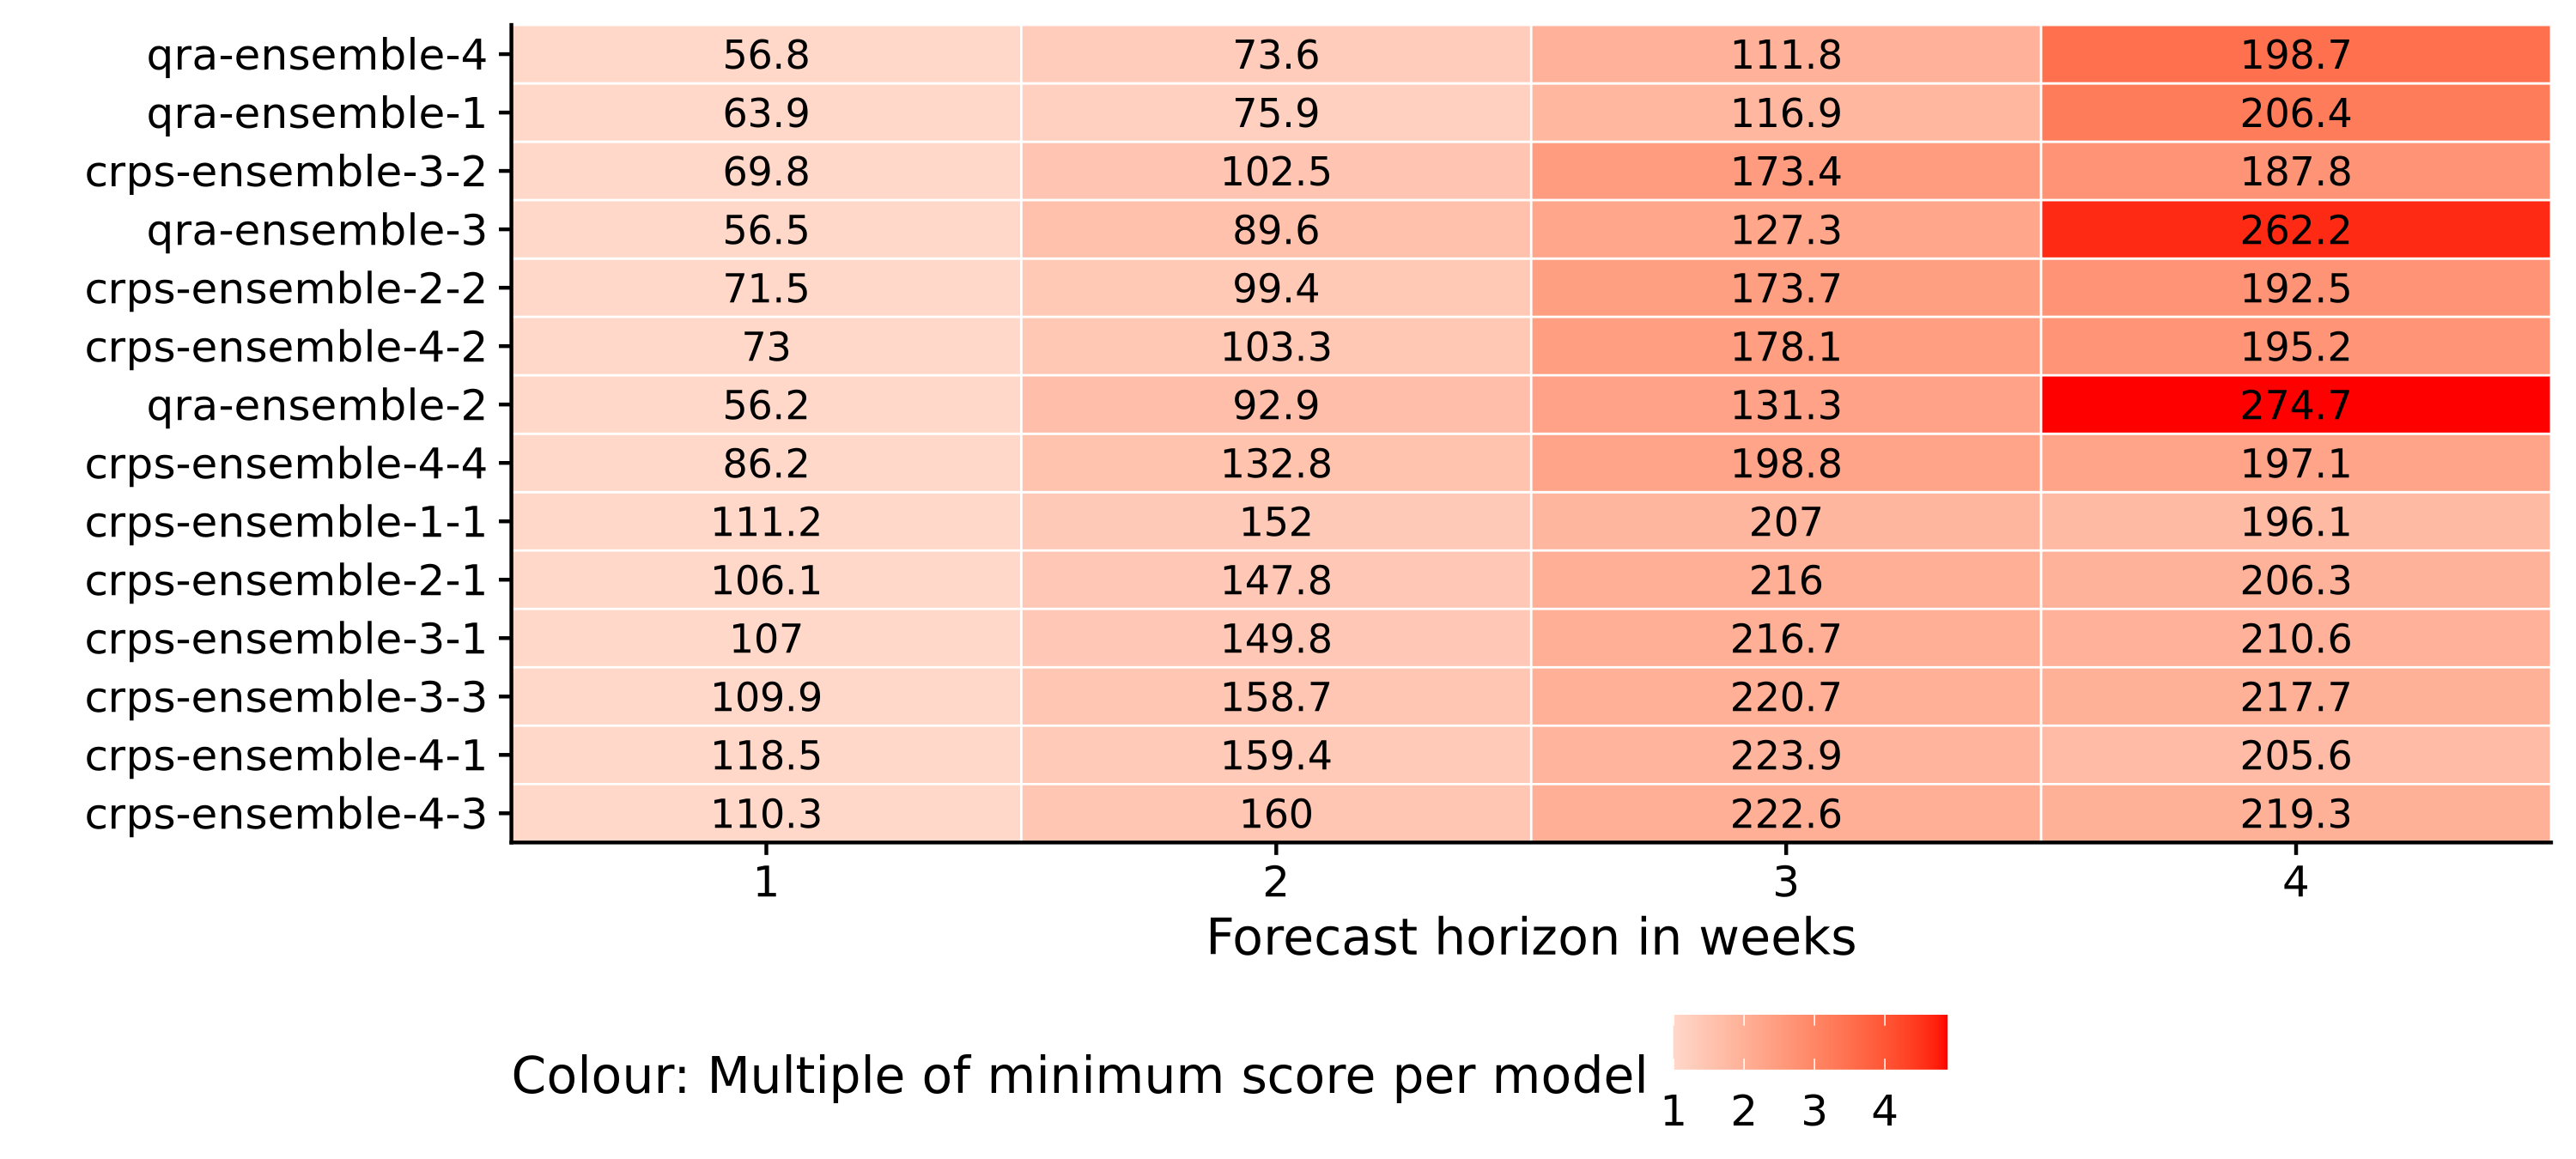 qra-ensemble-4 56.8 73.6 111.8 198.7
qra-ensemble-1 63.9 75.9 116.9 206.4
crps-ensemble-3-2 69.8 102.5 173.4 187.8
qra-ensemble-3 56.5 89.6 127.3 262.2
crps-ensemble-2-2 71.5 99.4 173.7 192.5
crps-ensemble-4-2 73 103.3 178.1 195.2
qra-ensemble-2 56.2 92.9 131.3 274.7
crps-ensemble-4-4 86.2 132.8 198.8 197.1
crps-ensemble-1-1 111.2 152 207 196.1
crps-ensemble-2-1 106.1 147.8 216 206.3
crps-ensemble-3-1 107 149.8 216.7 210.6
crps-ensemble-3-3 109.9 158.7 220.7 217.7
crps-ensemble-4-1 118.5 159.4 223.9 205.6
crps-ensemble-4-3 110.3 160 222.6 219.3
1 2 3 4
Forecast horizon in weeks
Colour: Multiple of minimum score per model
1 2 3 4